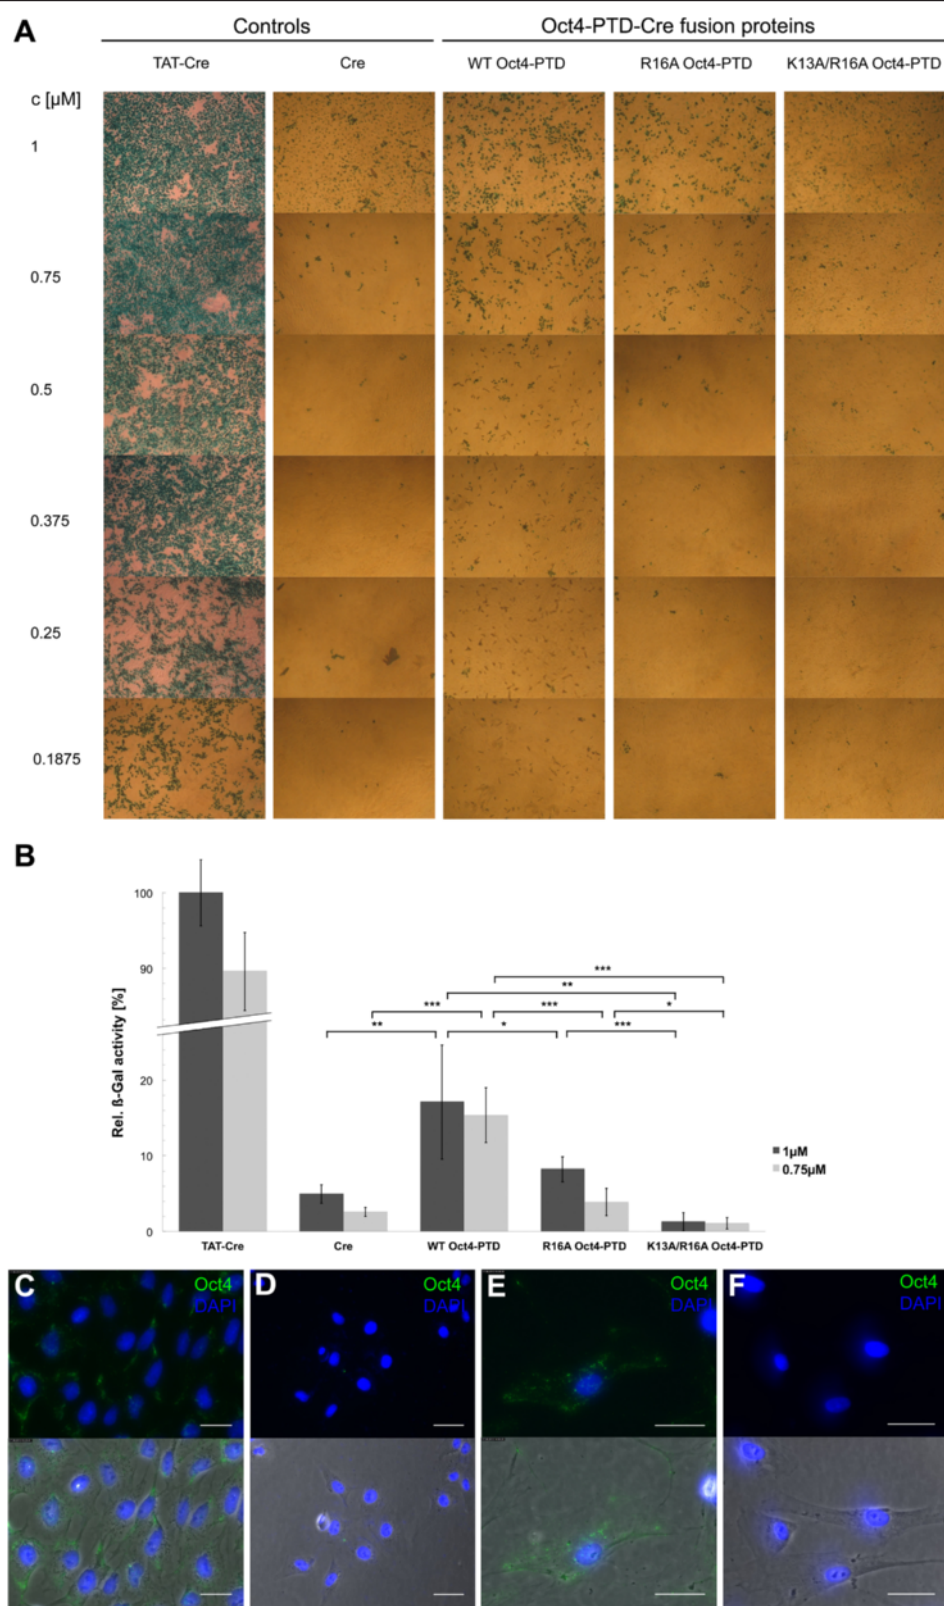 A
Controls
Oct4-PTD-Cre fusion proteins
TAT-Cre
Cre
WT Oct4-PTD
R16A Oct4-PTD
K13A/R16A Oct4-PTD
c [µM]
1
0.75
0.5
0.375
0.25
0.1875
B
Rel. ß-Gal activity [%]
100
90
20
10
0
***
**
***
***
*
**
*
***
1µM
0.75µM
TAT-Cre
Cre
WT Oct4-PTD
R16A Oct4-PTD
K13A/R16A Oct4-PTD
C
Oct4
DAPI
D
Oct4
DAPI
E
Oct4
DAPI
F
Oct4
DAPI